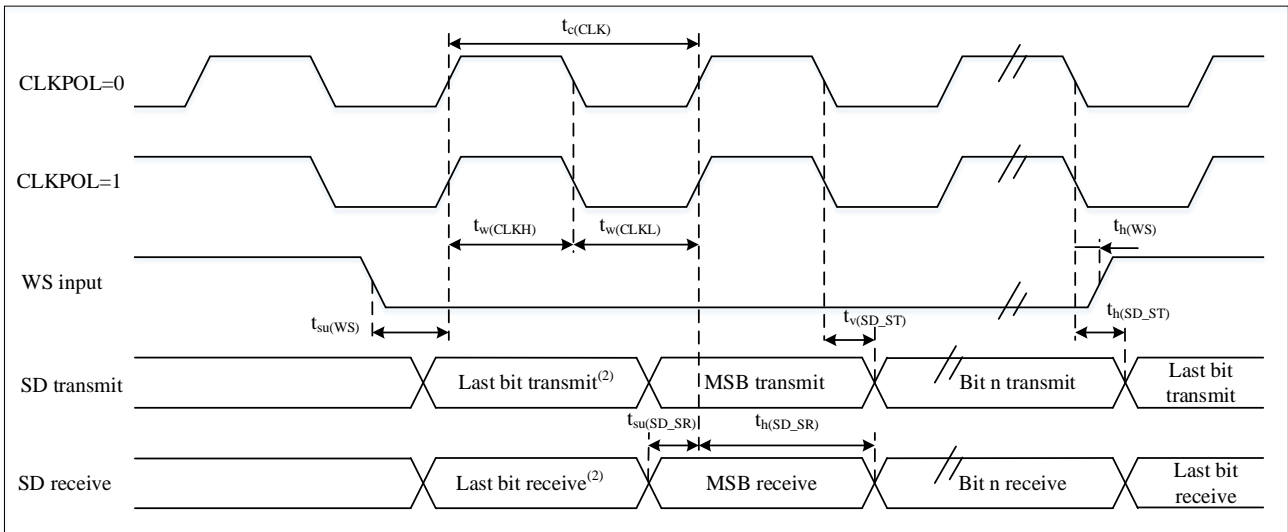 t_c(CLK)
CLKPOL=0
CLKPOL=1
t_w(CLKH)
t_w(CLKL)
t_h(WS)
WS input
t_su(WS)
t_v(SD_ST)
t_h(SD_ST)
SD transmit
Last bit transmit(2)
MSB transmit
Bit n transmit
Last bit
transmit
t_su(SD_SR)
t_h(SD_SR)
SD receive
Last bit receive(2)
MSB receive
Bit n receive
Last bit
receive